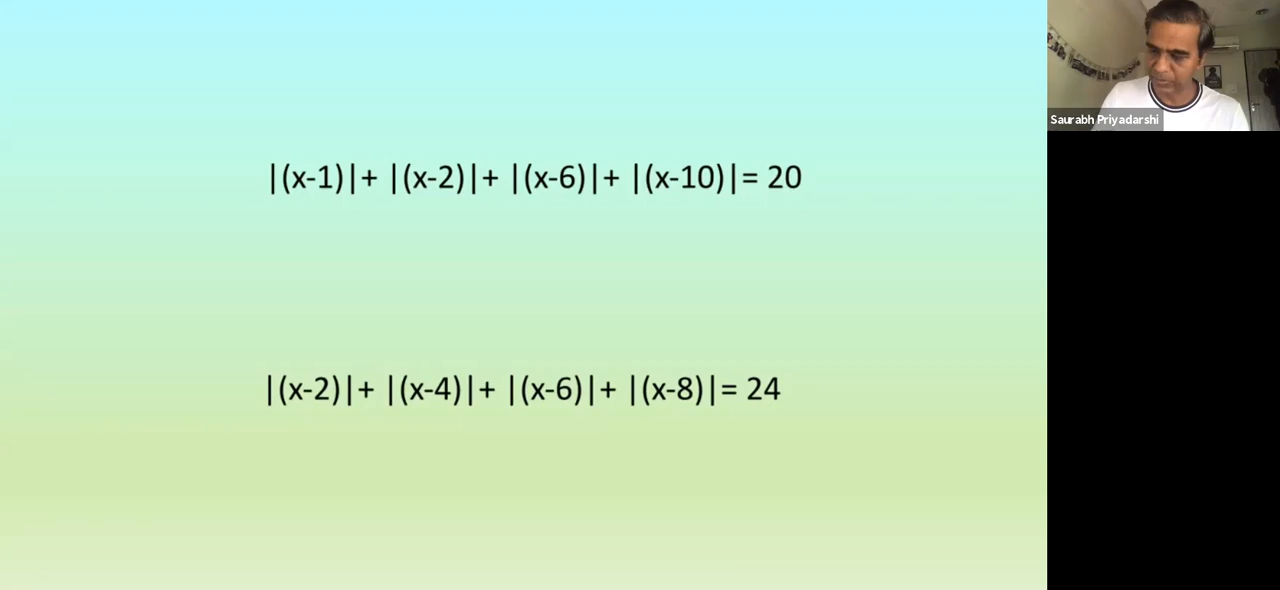 |(x-1)|+ |(x-2)|+ |(x-6)|+ |(x-10)|= 20
|(x-2)|+ |(x-4)|+ |(x-6)|+ |(x-8)|= 24
Saurabh Priyadarshi